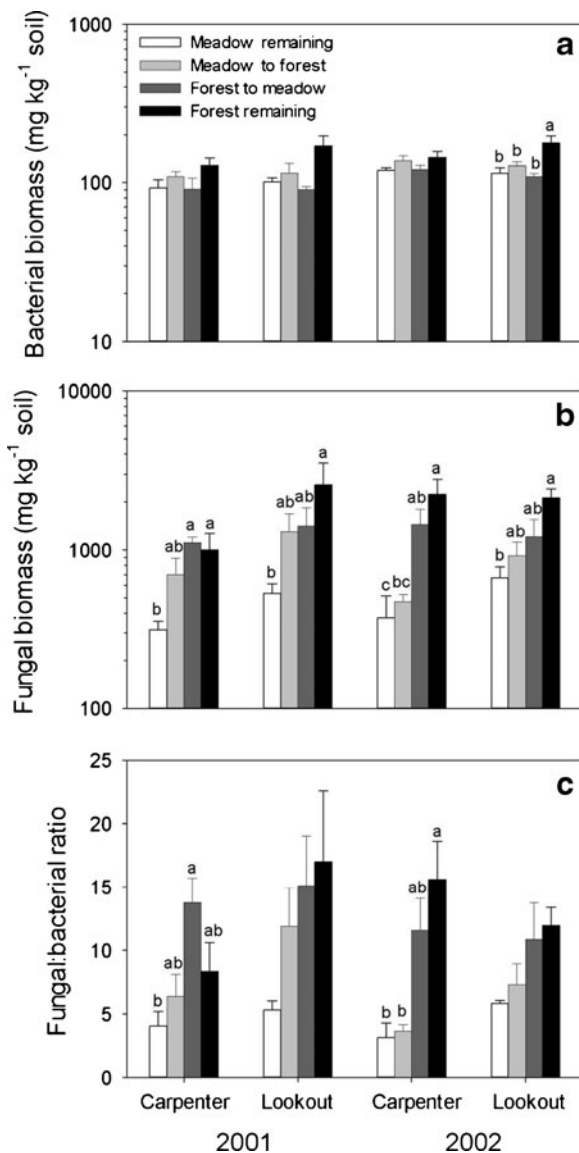 a
1000
Meadow remaining
Meadow to forest
Forest to meadow
Forest remaining
a
b b b
100
10
Bacterial biomass (mg kg⁻¹ soil)
b
10000
a
a
a
a a
ab ab
ab
ab
ab
ab
b
b
c bc
b
1000
100
Fungal biomass (mg kg⁻¹ soil)
c
25
20
15
10
5
0
a
a
ab
ab
ab
b
b b
Fungal:bacterial ratio
Carpenter Lookout Carpenter Lookout
2001 2002